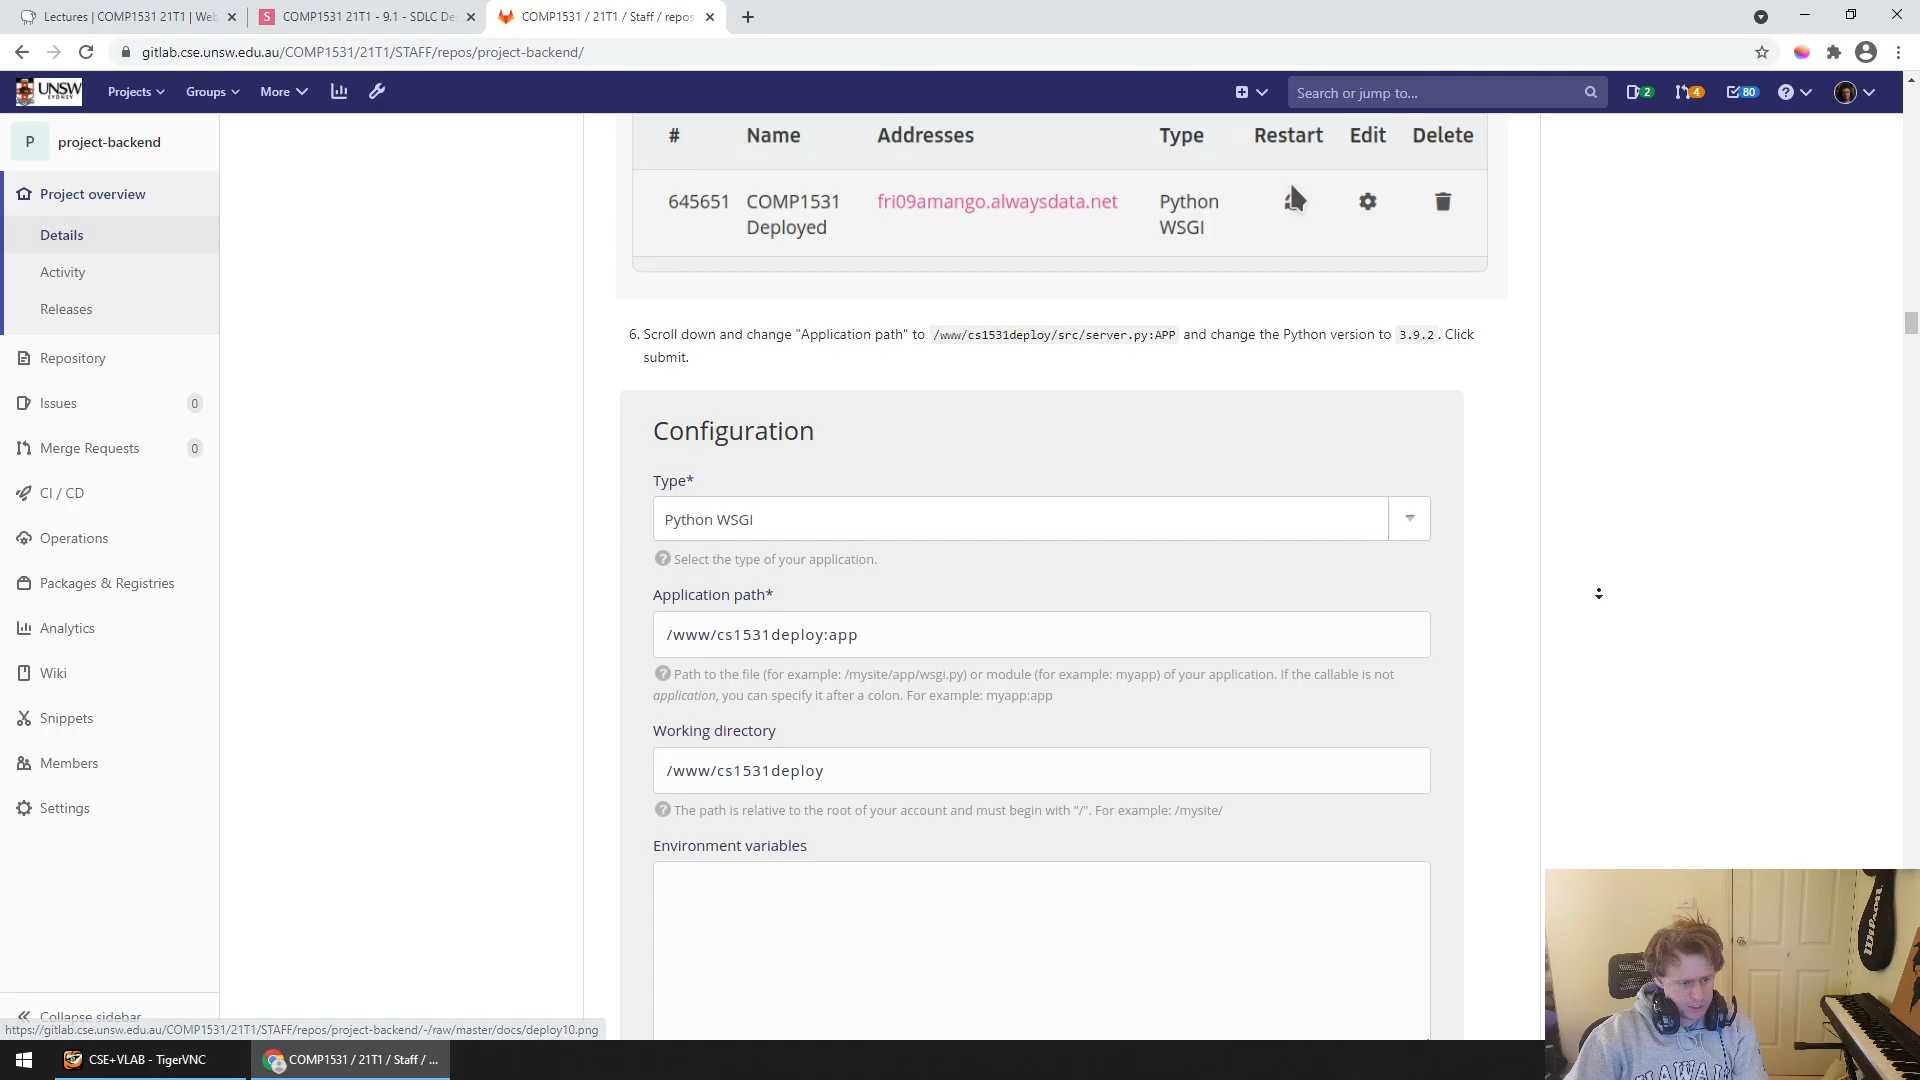 Lectures | COMP1531 21T1 | Web
COMP1531 21T1 - 9.1 - SDLC De
COMP1531 / 21T1 / Staff / repos
gitlab.cse.unsw.edu.au/COMP1531/21T1/STAFF/repos/project-backend/
UNSW
SYDNEY
Projects
Groups
More
Search or jump to...
2
4
80
P
project-backend
Project overview
Details
Activity
Releases
Repository
Issues
0
Merge Requests
0
CI / CD
Operations
Packages & Registries
Analytics
Wiki
Snippets
Members
Settings
Collapse sidebar
# Name Addresses Type Restart Edit Delete
645651 COMP1531 fri09amango.alwaysdata.net Python
Deployed WSGI
6. Scroll down and change "Application path" to /www/cs1531deploy/src/server.py:APP and change the Python version to 3.9.2. Click
submit.
Configuration
Type*
Python WSGI
Select the type of your application.
Application path*
/www/cs1531deploy:app
Path to the file (for example: /mysite/app/wsgi.py) or module (for example: myapp) of your application. If the callable is not
application, you can specify it after a colon. For example: myapp:app
Working directory
/www/cs1531deploy
The path is relative to the root of your account and must begin with "/". For example: /mysite/
Environment variables
https://gitlab.cse.unsw.edu.au/COMP1531/21T1/STAFF/repos/project-backend/-/raw/master/docs/deploy10.png
CSE+VLAB - TigerVNC
COMP1531 / 21T1 / Staff / ...